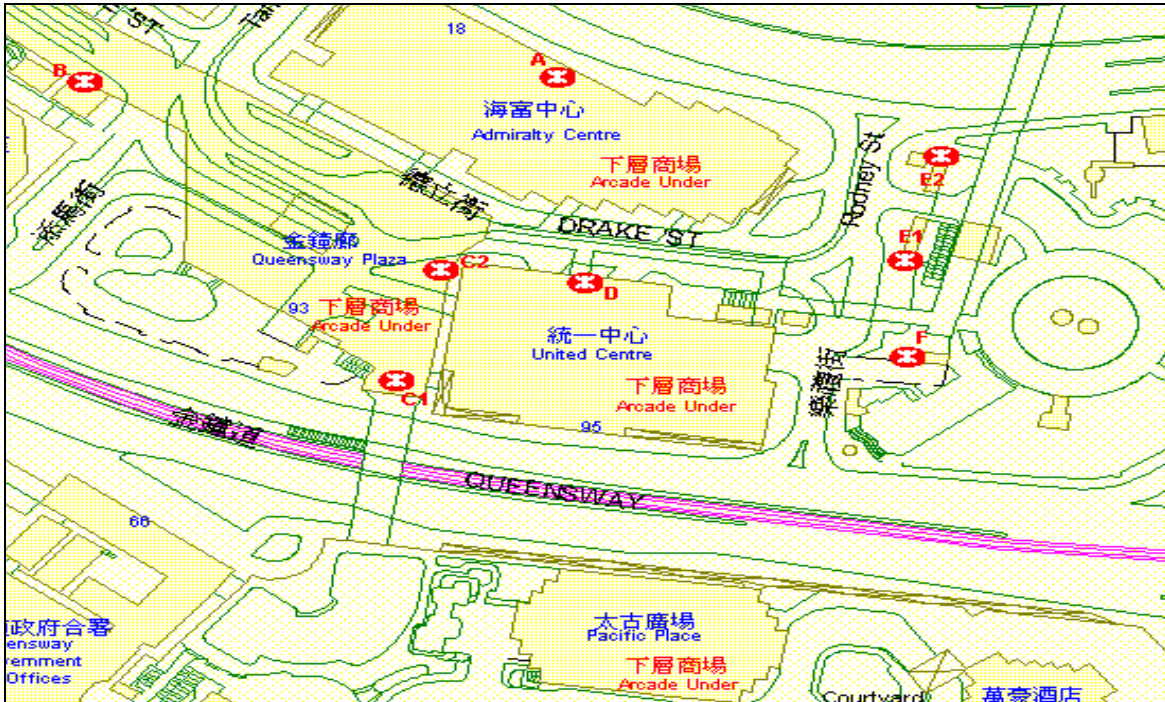 18
/ST
B
A
海富中心
Admiralty Centre
下層商場
Arcade Under
Rodney St
E2
德立街
DRAKE /ST
E1
金鐘廊
Queensway Plaza
C2
D
93
下層商場
Arcade Under
統一中心
United Centre
F
下層商場
Arcade Under
樂禮街
C1
95
金鐘道
QUEENSWAY
66
政府合署
ensway
ernment
Offices
太古廣場
Pacific Place
下層商場
Arcade Under
Courtyard
萬豪酒店